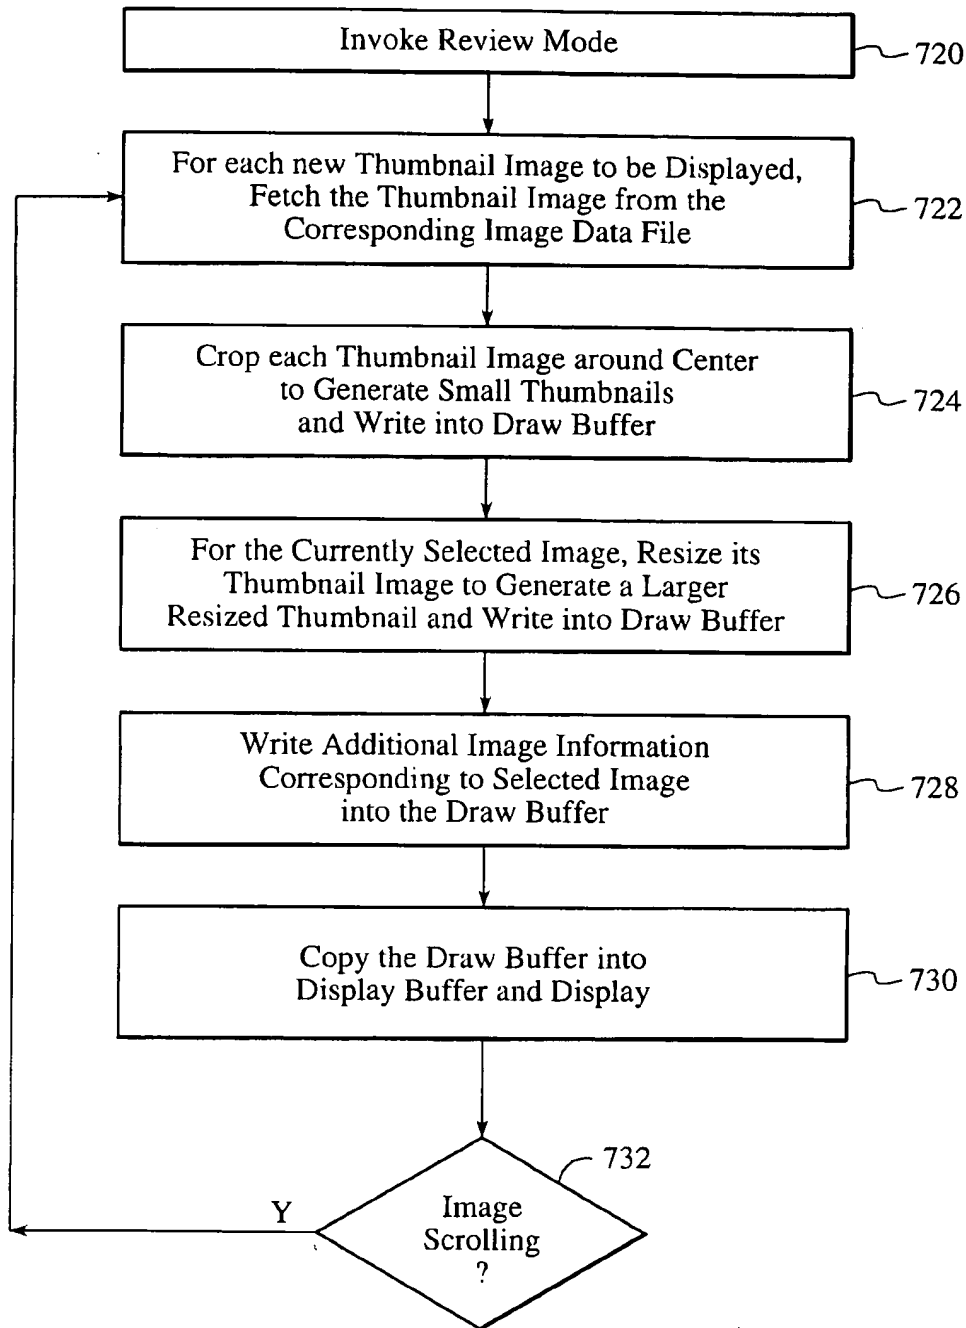 Invoke Review Mode
720
For each new Thumbnail Image to be Displayed,
Fetch the Thumbnail Image from the
Corresponding Image Data File
722
Crop each Thumbnail Image around Center
to Generate Small Thumbnails
and Write into Draw Buffer
724
For the Currently Selected Image, Resize its
Thumbnail Image to Generate a Larger
Resized Thumbnail and Write into Draw Buffer
726
Write Additional Image Information
Corresponding to Selected Image
into the Draw Buffer
728
Copy the Draw Buffer into
Display Buffer and Display
730
732
Y
Image
Scrolling
?